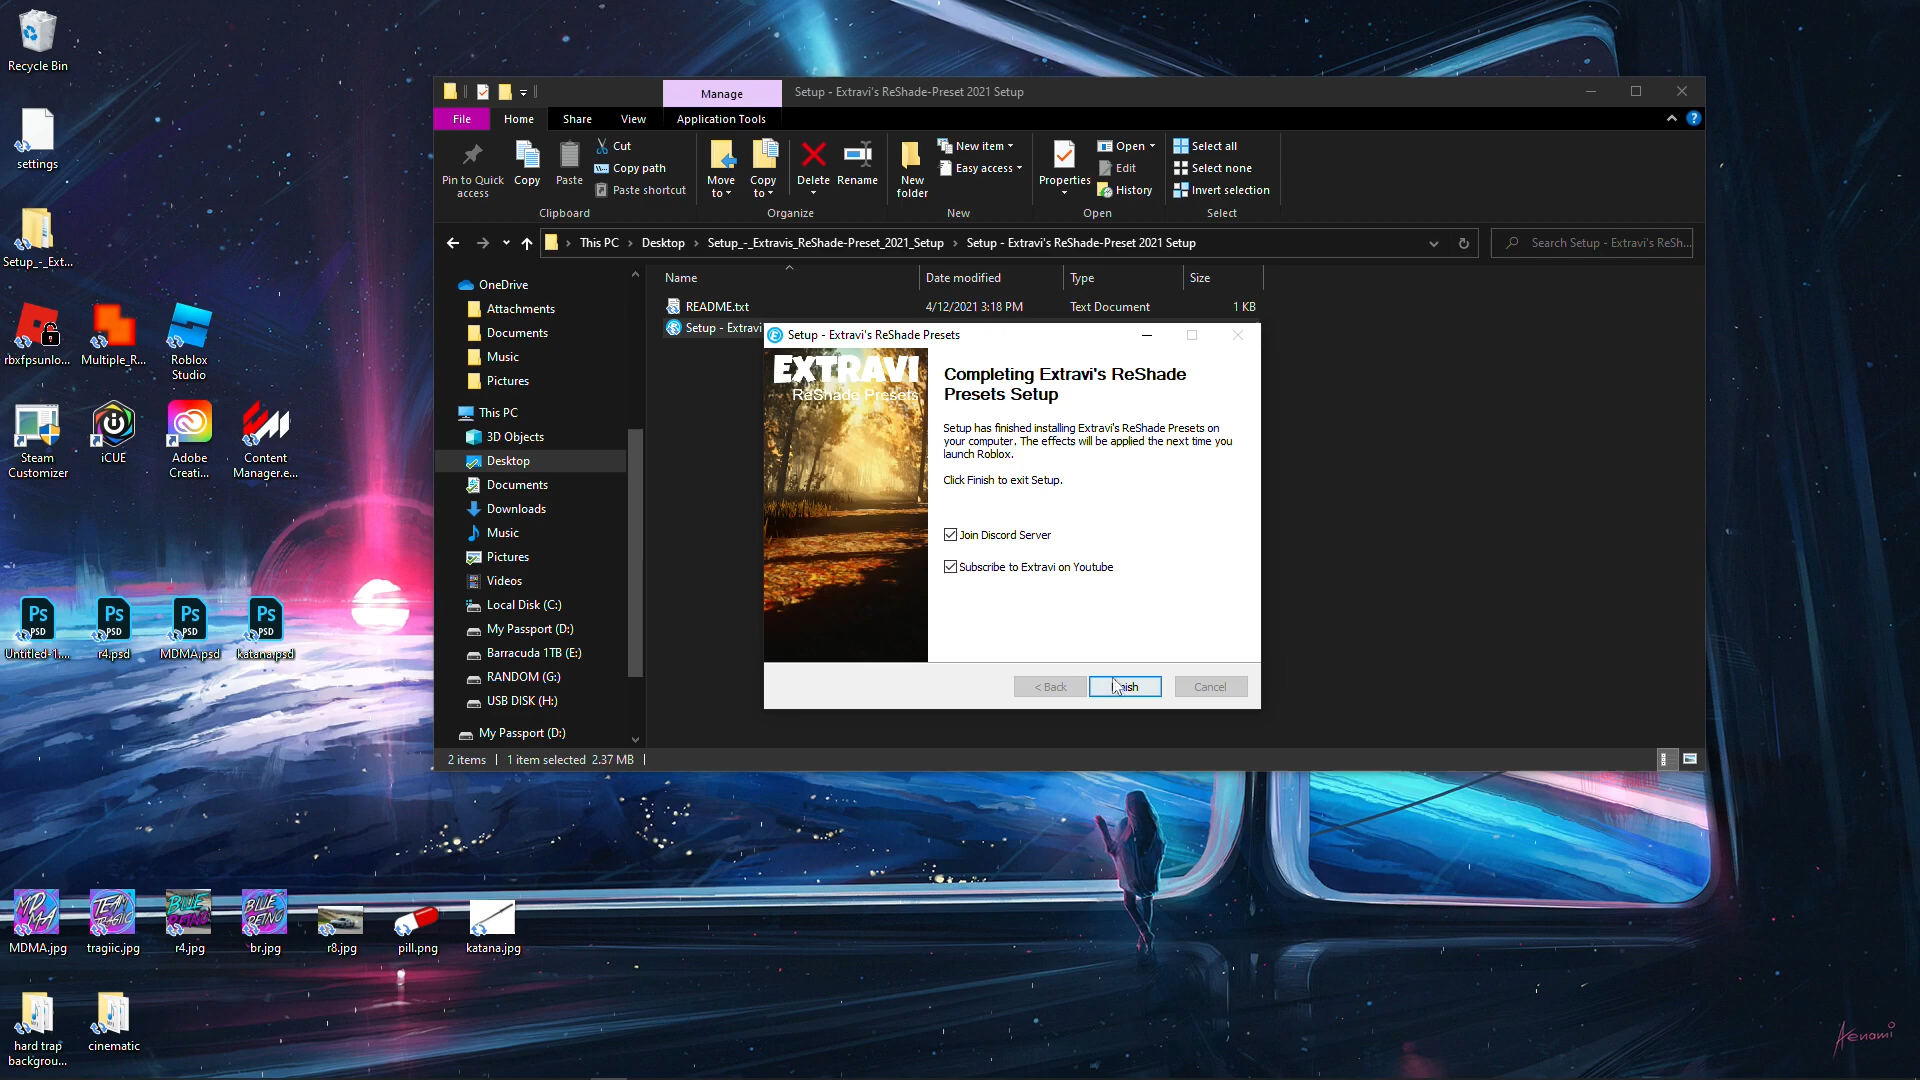 Recycle Bin
settings
Setup_-_Ext...
rbxfpsunlo...
Multiple_R...
Roblox
Studio
Steam
Customizer
iCUE
Adobe
Creati...
Content
Manager.e...
Untitled-1....
r4.psd
MDMA.psd
katana.psd
MDMA.jpg
tragiic.jpg
r4.jpg
br.jpg
r8.jpg
pill.png
katana.jpg
hard trap
backgrou...
cinematic
Manage
Setup - Extravi's ReShade-Preset 2021 Setup
File
Home
Share
View
Application Tools
Pin to Quick
access
Copy
Paste
Cut
Copy path
Paste shortcut
Clipboard
Move
to
Copy
to
Delete
Rename
Organize
New
folder
New item
Easy access
New
Properties
Open
Edit
History
Open
Select all
Select none
Invert selection
Select
This PC
Desktop
Setup_-_Extravis_ReShade-Preset_2021_Setup
Setup - Extravi's ReShade-Preset 2021 Setup
Search Setup - Extravi's ReSh...
OneDrive
Attachments
Documents
Music
Pictures
This PC
3D Objects
Desktop
Documents
Downloads
Music
Pictures
Videos
Local Disk (C:)
My Passport (D:)
Barracuda 1TB (E:)
RANDOM (G:)
USB DISK (H:)
My Passport (D:)
Name
Date modified
Type
Size
README.txt
4/12/2021 3:18 PM
Text Document
1 KB
Setup - Extravi
Setup - Extravi's ReShade Presets
EXTRAVI
ReShade Presets
Completing Extravi's ReShade
Presets Setup
Setup has finished installing Extravi's ReShade Presets on
your computer. The effects will be applied the next time you
launch Roblox.
Click Finish to exit Setup.
Join Discord Server
Subscribe to Extravi on Youtube
< Back
Finish
Cancel
2 items
1 item selected 2.37 MB
Aenami